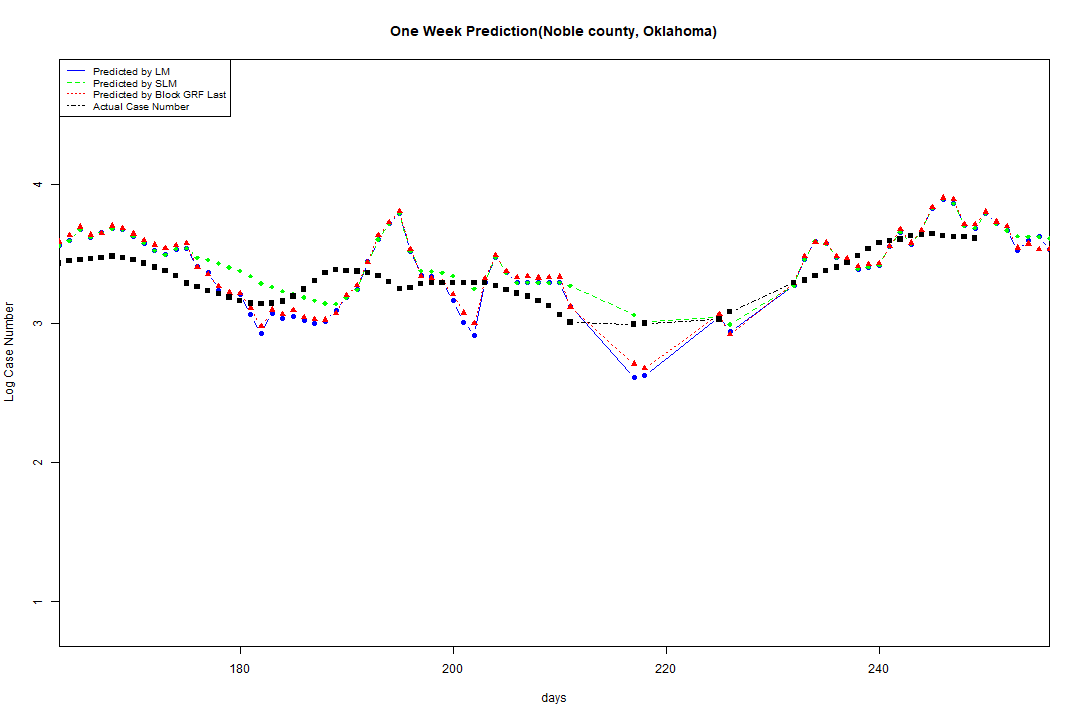 One Week Prediction(Noble county, Oklahoma)
Predicted by LM
Predicted by SLM
Predicted by Block GRF Last
Actual Case Number
4
3
2
1
Log Case Number
180
200
220
240
days